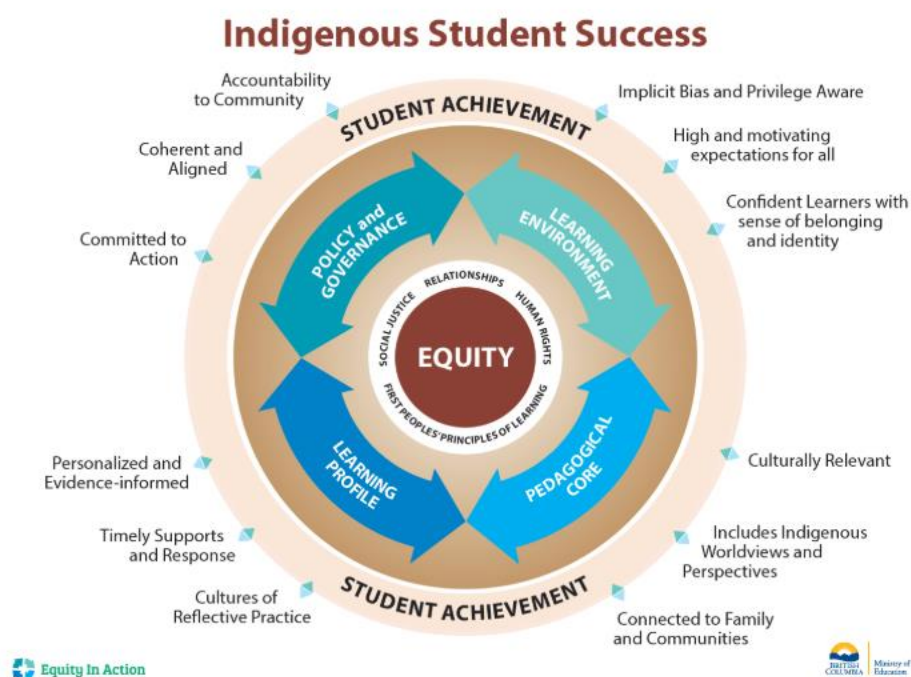 Indigenous Student Success
Accountability
to Community
Coherent and
Aligned
Committed to
Action
Implicit Bias and Privilege Aware
High and motivating
expectations for all
Confident Learners with
sense of belonging
and identity
STUDENT ACHIEVEMENT
POLICY and
GOVERNANCE
LEARNING
ENVIRONMENT
SOCIAL JUSTICE
RELATIONSHIPS
HUMAN RIGHTS
EQUITY
FIRST PEOPLES' PRINCIPLES OF LEARNING
LEARNING
PROFILE
PEDAGOGICAL
CORE
Personalized and
Evidence-informed
Timely Supports
and Response
Cultures of
Reflective Practice
Culturally Relevant
Includes Indigenous
Worldviews and
Perspectives
Connected to Family
and Communities
STUDENT ACHIEVEMENT
Equity In Action
BRITISH
COLUMBIA
Ministry of
Education